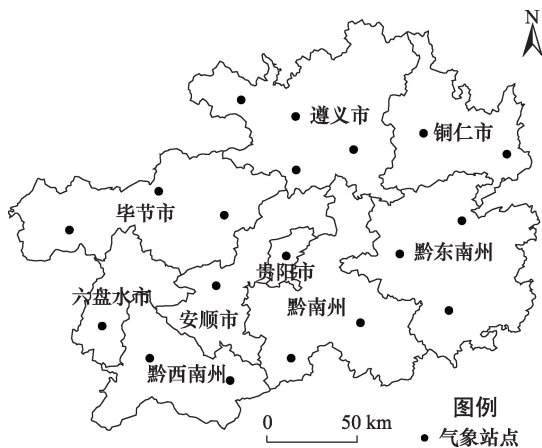 N
遵义市
铜仁市
毕节市
黔东南州
贵阳市
六盘水市
黔南州
安顺市
黔西南州
0 50 km
图例
气象站点